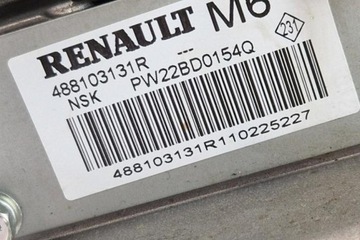 RENAULT M6
488103131R --- 231
NSK PW22BD0154Q
488103131R110225227